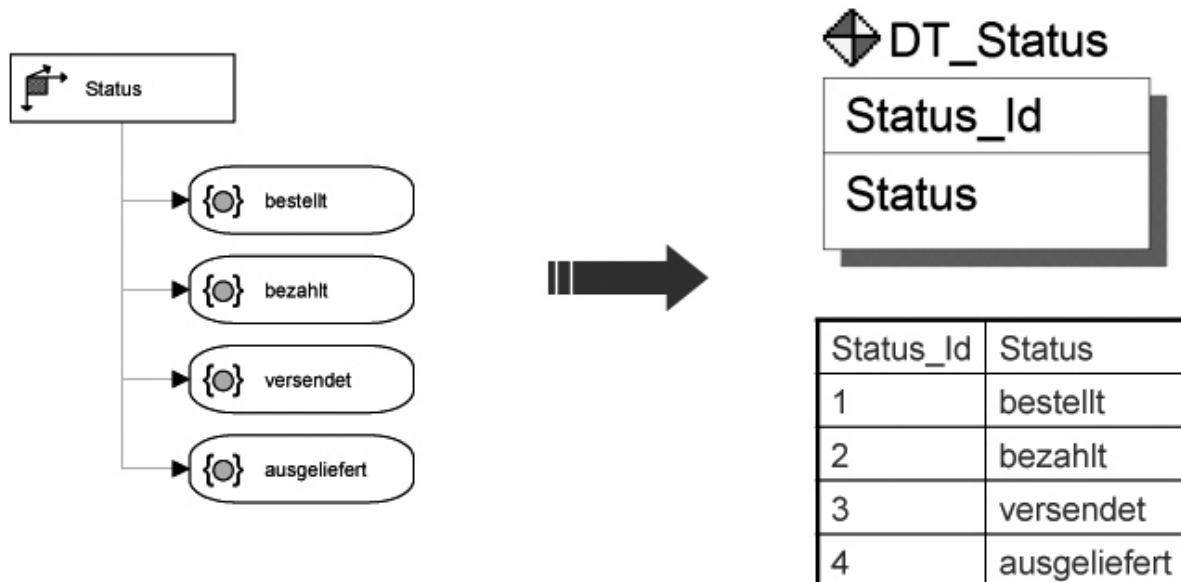 Status
bestellt
bezahlt
versendet
ausgeliefert
DT_Status
Status_Id
Status
Status_Id Status
1 bestellt
2 bezahlt
3 versendet
4 ausgeliefert